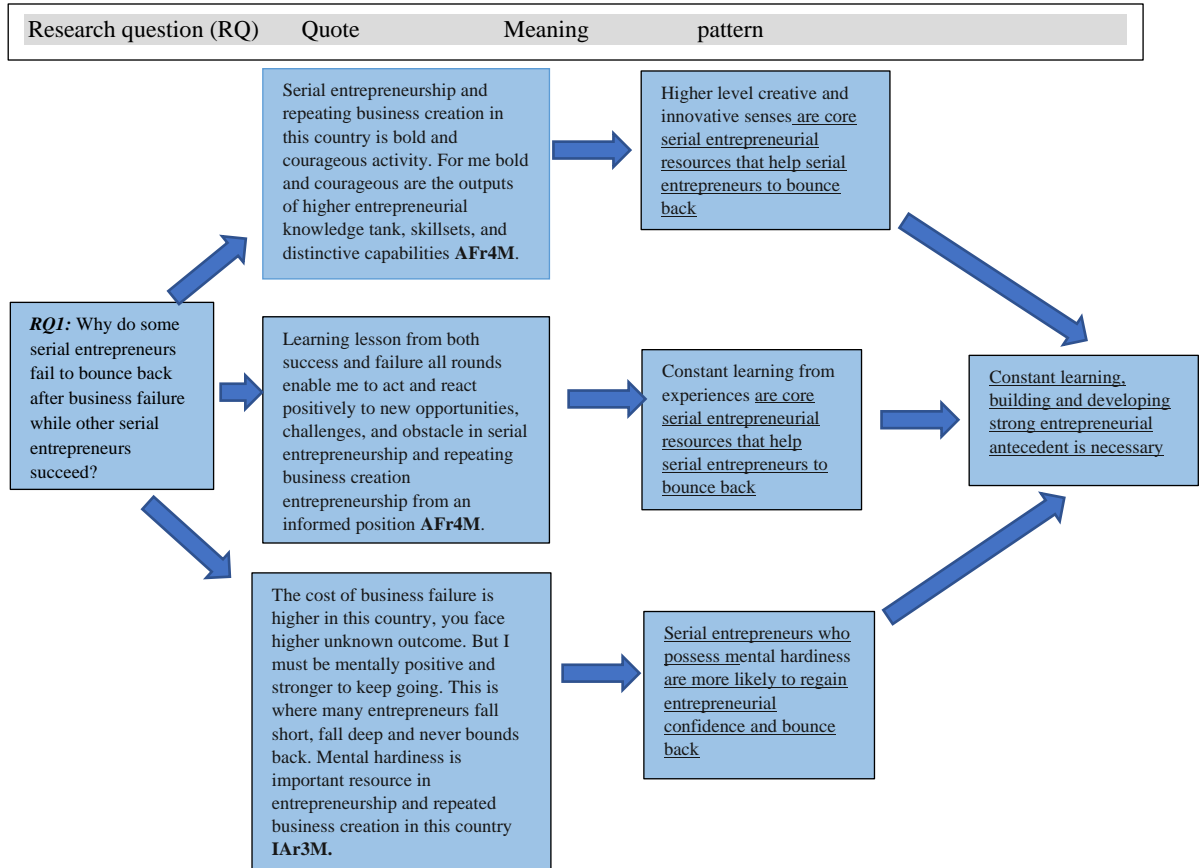 Research question (RQ) Quote Meaning pattern
Serial entrepreneurship and
repeating business creation in
this country is bold and
courageous activity. For me bold
and courageous are the outputs
of higher entrepreneurial
knowledge tank, skillsets, and
distinctive capabilities AFr4M.
Higher level creative and
innovative senses are core
serial entrepreneurial
resources that help serial
entrepreneurs to bounce
back
RQ1: Why do some
serial entrepreneurs
fail to bounce back
after business failure
while other serial
entrepreneurs
succeed?
Learning lesson from both
success and failure all rounds
enable me to act and react
positively to new opportunities,
challenges, and obstacle in serial
entrepreneurship and repeating
business creation
entrepreneurship from an
informed position AFr4M.
Constant learning from
experiences are core
serial entrepreneurial
resources that help
serial entrepreneurs to
bounce back
Constant learning,
building and developing
strong entrepreneurial
antecedent is necessary
The cost of business failure
is higher in this country, you
face higher unknown outcome. But I
must be mentally positive and
stronger to keep going. This is
where many entrepreneurs fall
short, fall deep and never bounds
back. Mental hardiness is
important resource in
entrepreneurship and repeated
business creation in this country
IAr3M.
Serial entrepreneurs who
possess mental hardiness
are more likely to regain
entrepreneurial
confidence and bounce
back